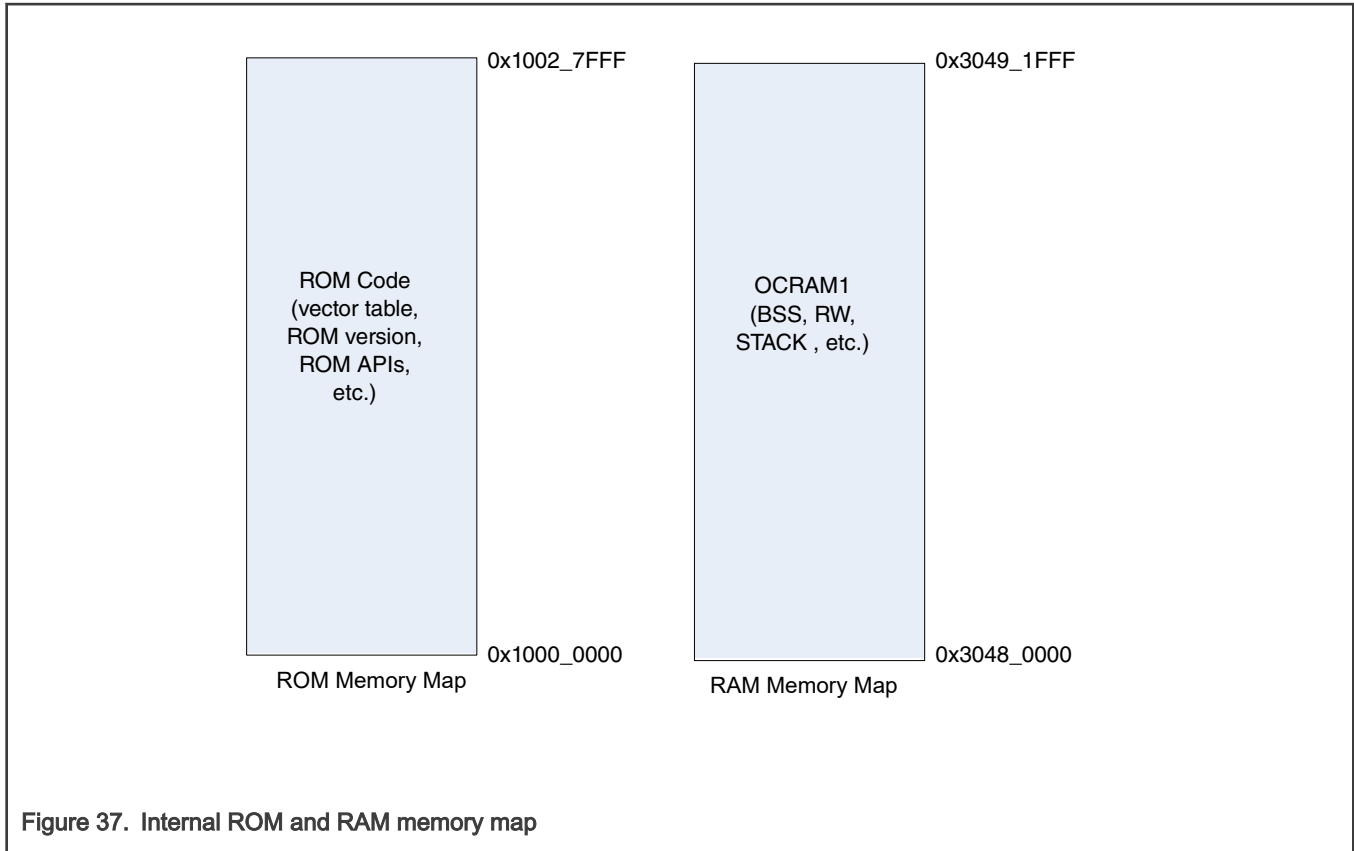 0x1002_7FFF
ROM Code
(vector table,
ROM version,
ROM APIs,
etc.)
0x1000_0000
ROM Memory Map
0x3049_1FFF
OCRAM1
(BSS, RW,
STACK , etc.)
0x3048_0000
RAM Memory Map
Figure 37. Internal ROM and RAM memory map